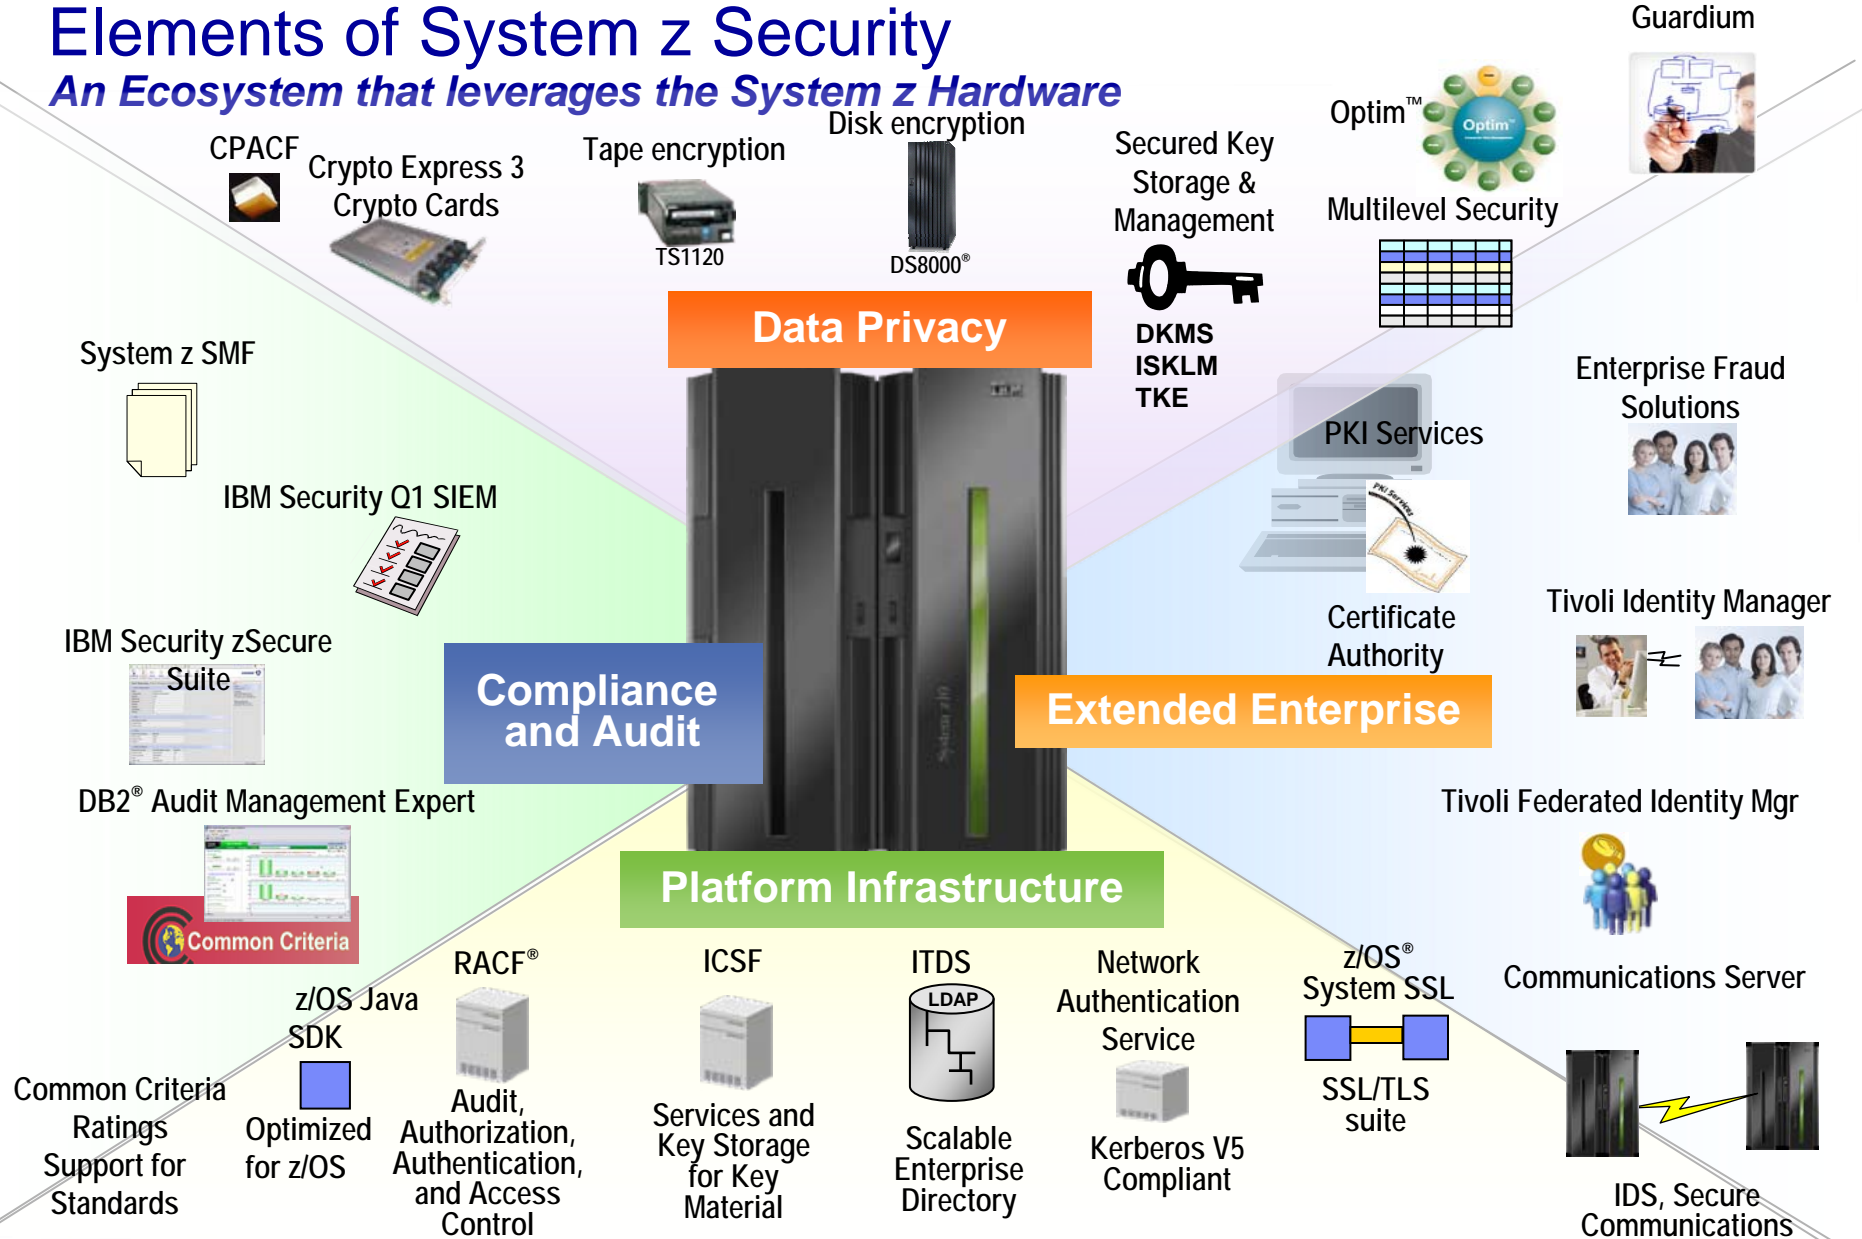 Elements of System z Security
An Ecosystem that leverages the System z Hardware
Guardium
Optim™
Optim™
CPACF
Crypto Express 3
Crypto Cards
Tape encryption
TS1120
Disk encryption
DS8000®
Secured Key
Storage &
Management
DKMS
ISKLM
TKE
Multilevel Security
Data Privacy
System z SMF
IBM Security Q1 SIEM
IBM Security zSecure
Suite
DB2® Audit Management Expert
Common Criteria
Compliance
and Audit
IBM
System z10
PKI Services
PKI Services
Certificate
Authority
Enterprise Fraud
Solutions
Tivoli Identity Manager
Extended Enterprise
Tivoli Federated Identity Mgr
Communications Server
IDS, Secure
Communications
Platform Infrastructure
Common Criteria
Ratings
Support for
Standards
z/OS Java
SDK
Optimized
for z/OS
RACF®
Audit,
Authorization,
Authentication,
and Access
Control
ICSF
Services and
Key Storage
for Key
Material
ITDS
LDAP
Scalable
Enterprise
Directory
Network
Authentication
Service
Kerberos V5
Compliant
z/OS®
System SSL
SSL/TLS
suite